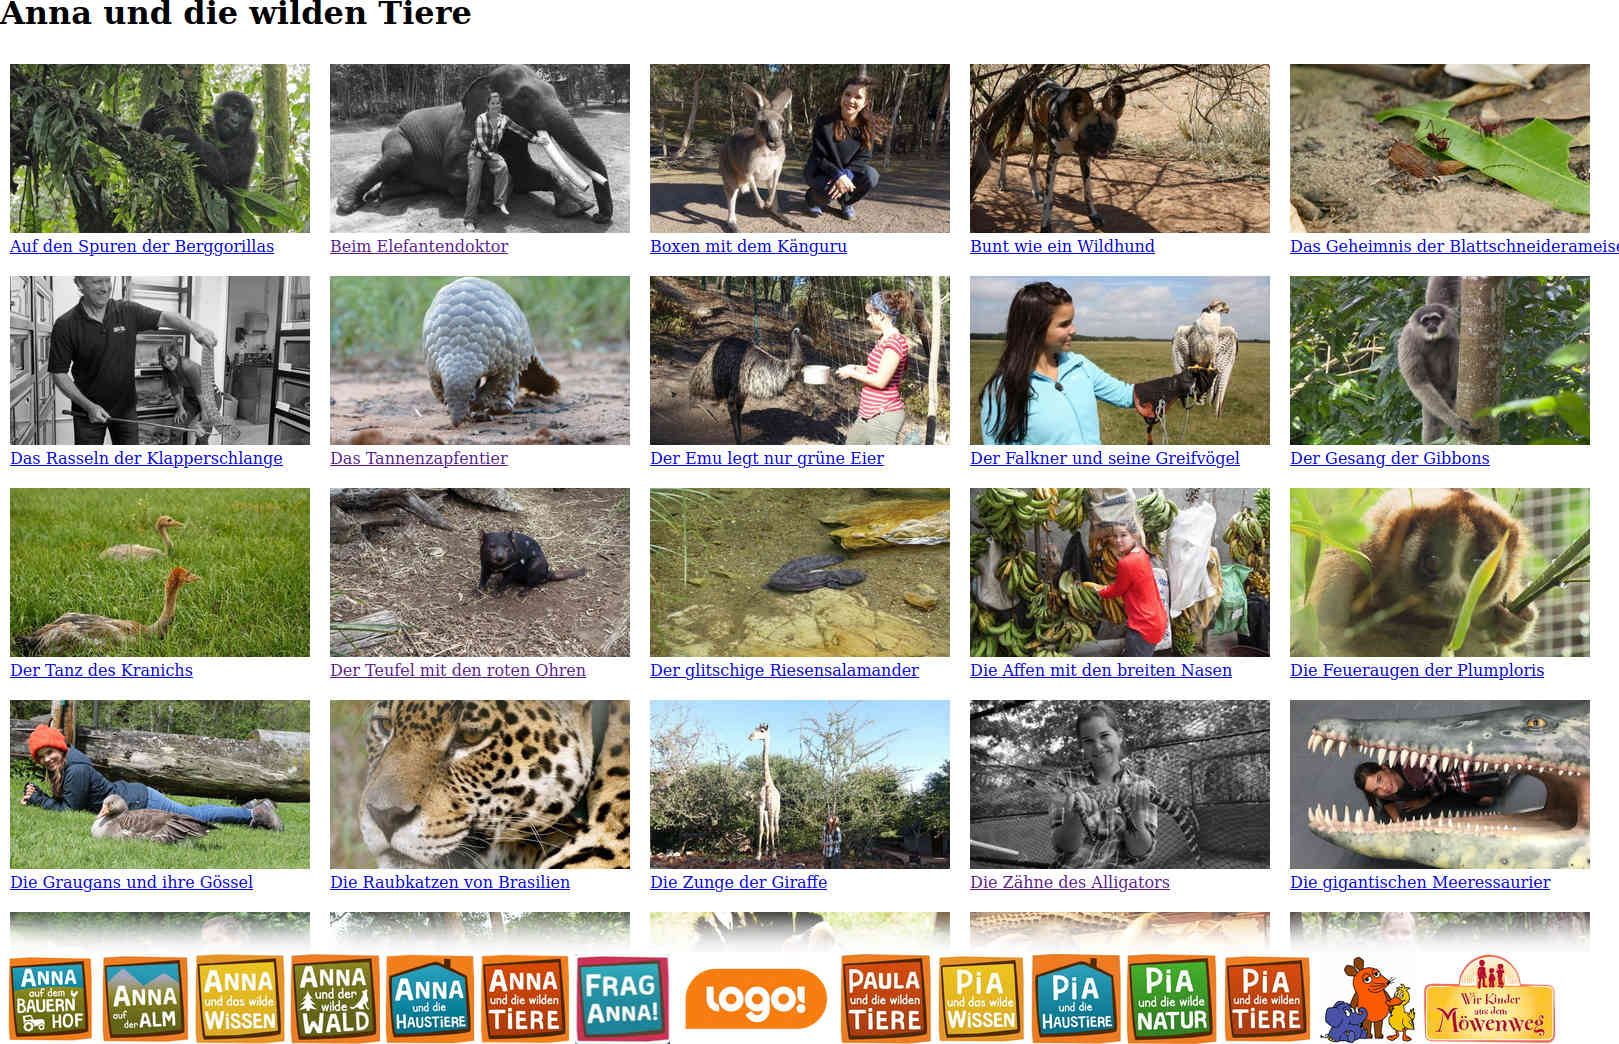 Anna und die wilden Tiere
Auf den Spuren der Berggorillas
Beim Elefantendoktor
Boxen mit dem Känguru
Bunt wie ein Wildhund
Das Geheimnis der Blattschneiderameise
Das Rasseln der Klapperschlange
Das Tannenzapfentier
Der Emu legt nur grüne Eier
Der Falkner und seine Greifvögel
Der Gesang der Gibbons
Der Tanz des Kranichs
Der Teufel mit den roten Ohren
Der glitschige Riesensalamander
Die Affen mit den breiten Nasen
Die Feueraugen der Plumploris
Die Graugans und ihre Gössel
Die Raubkatzen von Brasilien
Die Zunge der Giraffe
Die Zähne des Alligators
Die gigantischen Meeressaurier
ANNA
auf dem
BAUERN
HOF
ANNA
auf der ALM
ANNA
und das wilde
WiSSEN
ANNA
und der
wilde
WALD
ANNA
und die
HAUSTiERE
ANNA
und die wilden
TiERE
FRAG
ANNA!
logo!
PAULA
und die wilden
TiERE
PiA
und das wilde
WiSSEN
PiA
und die
HAUSTiERE
PiA
und die wilde
NATUR
PiA
und die wilden
TiERE
Wir Kinder
aus dem
Möwenweg